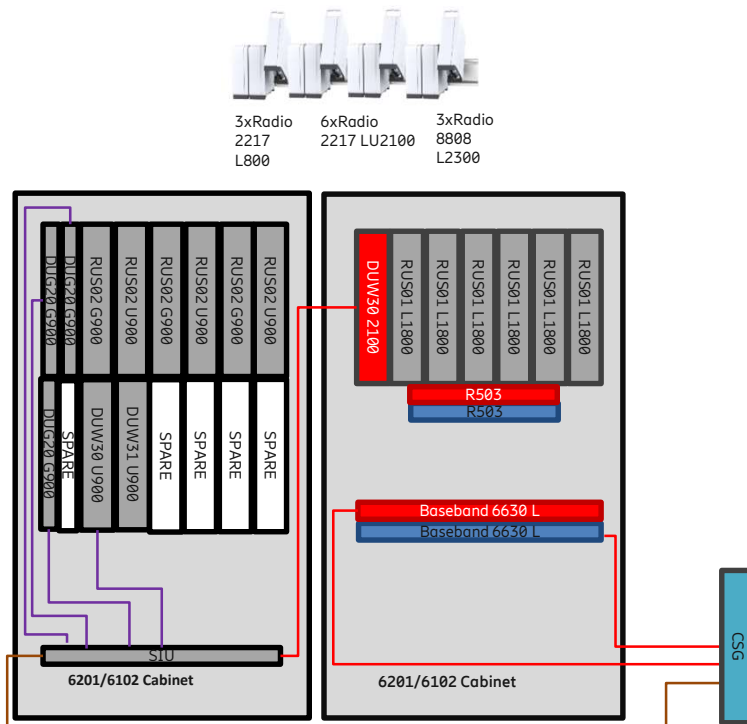 3xRadio
2217
L800
6xRadio
2217 LU2100
3xRadio
8808
L2300
DUG20 G900
DUG20 G900
RUS02 G900
RUS02 U900
RUS02 G900
RUS02 U900
RUS02 G900
RUS02 U900
DUG20 G900
SPARE
DUW30 U900
DUW31 U900
SPARE
SPARE
SPARE
SPARE
SIU
6201/6102 Cabinet
DUW30 2100
RUS01 L1800
RUS01 L1800
RUS01 L1800
RUS01 L1800
RUS01 L1800
RUS01 L1800
R503
R503
Baseband 6630 L
Baseband 6630 L
6201/6102 Cabinet
CSG